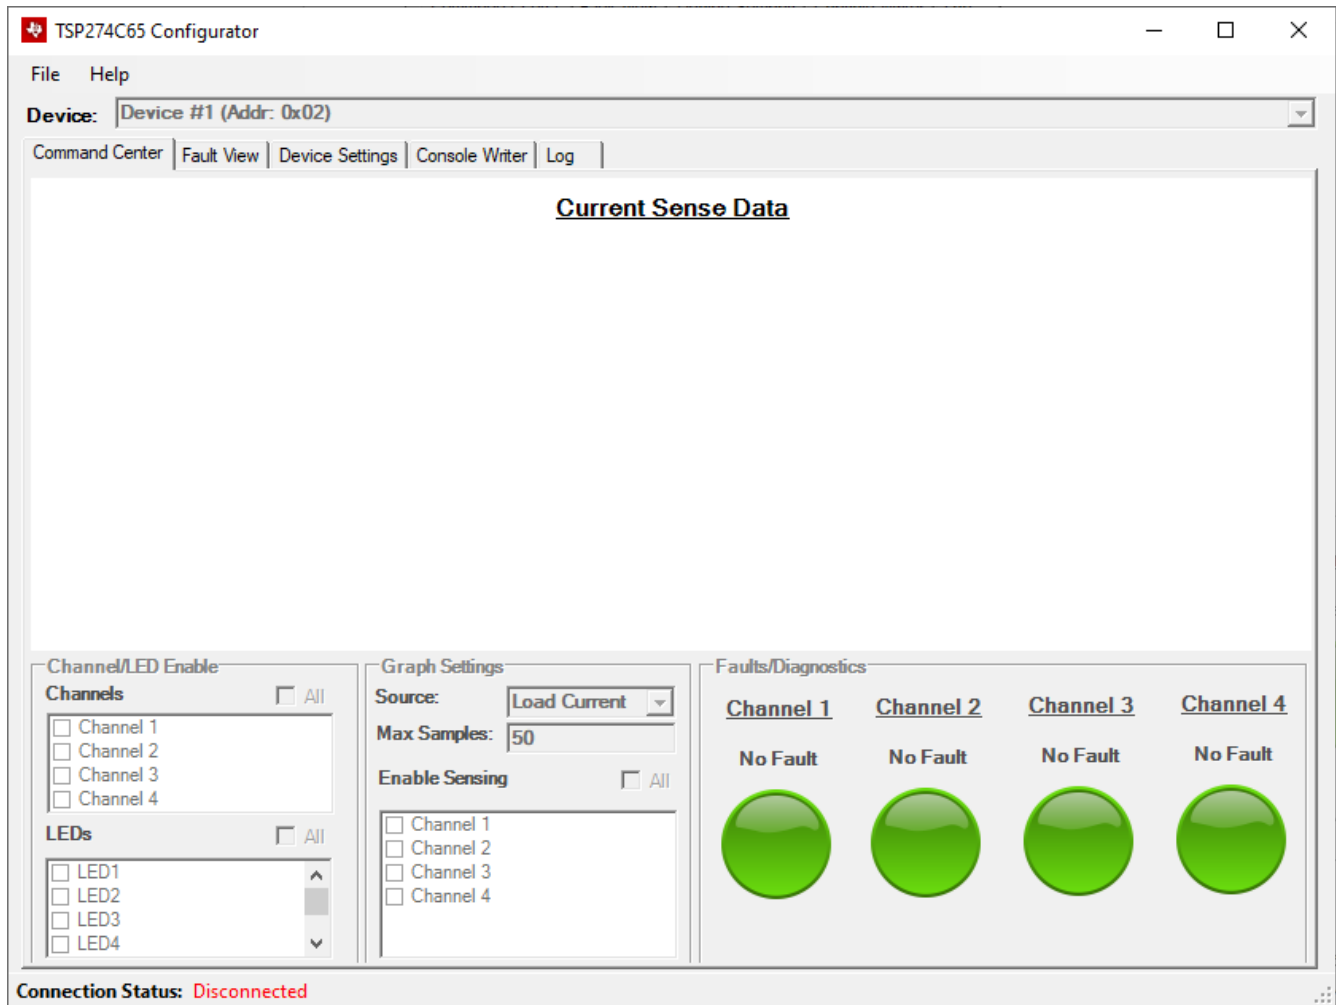 TSP274C65 Configurator
File Help
Device: Device #1 (Addr: 0x02)
Command Center Fault View Device Settings Console Writer Log
Current Sense Data
Channel/LED Enable
Channels All
Channel 1
Channel 2
Channel 3
Channel 4
LEDs All
LED1
LED2
LED3
LED4
Graph Settings
Source: Load Current
Max Samples: 50
Enable Sensing All
Channel 1
Channel 2
Channel 3
Channel 4
Faults/Diagnostics
Channel 1 Channel 2 Channel 3 Channel 4
No Fault No Fault No Fault No Fault
Connection Status: Disconnected